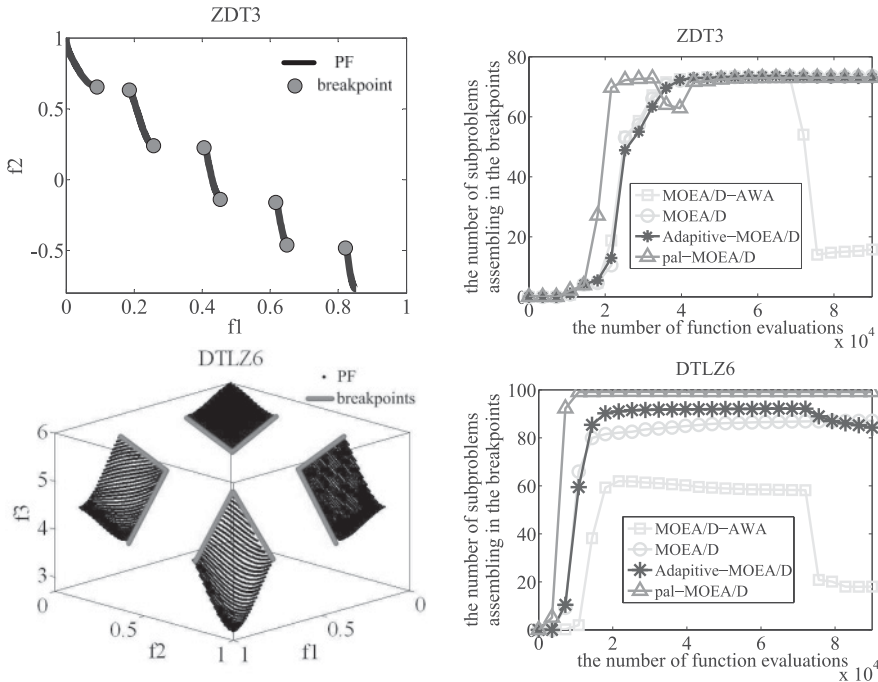 ZDT3
1
0.5
0
-0.5
f2
0
0.2
0.4
0.6
0.8
1
f1
PF
breakpoint
ZDT3
the number of subproblems
assembling in the breakpoints
80
60
40
20
0
MOEA/D-AWA
MOEA/D
Adapitive-MOEA/D
pal-MOEA/D
0
2
4
6
8
the number of function evaluations
x 10^4
DTLZ6
PF
breakpoints
6
5
4
3
f3
0
0.5
1
f2
1
0.5
0
f1
DTLZ6
the number of subproblems
assembling in the breakpoints
100
80
60
40
20
0
MOEA/D-AWA
MOEA/D
Adapitive-MOEA/D
pal-MOEA/D
0
2
4
6
8
the number of function evaluations
x 10^4